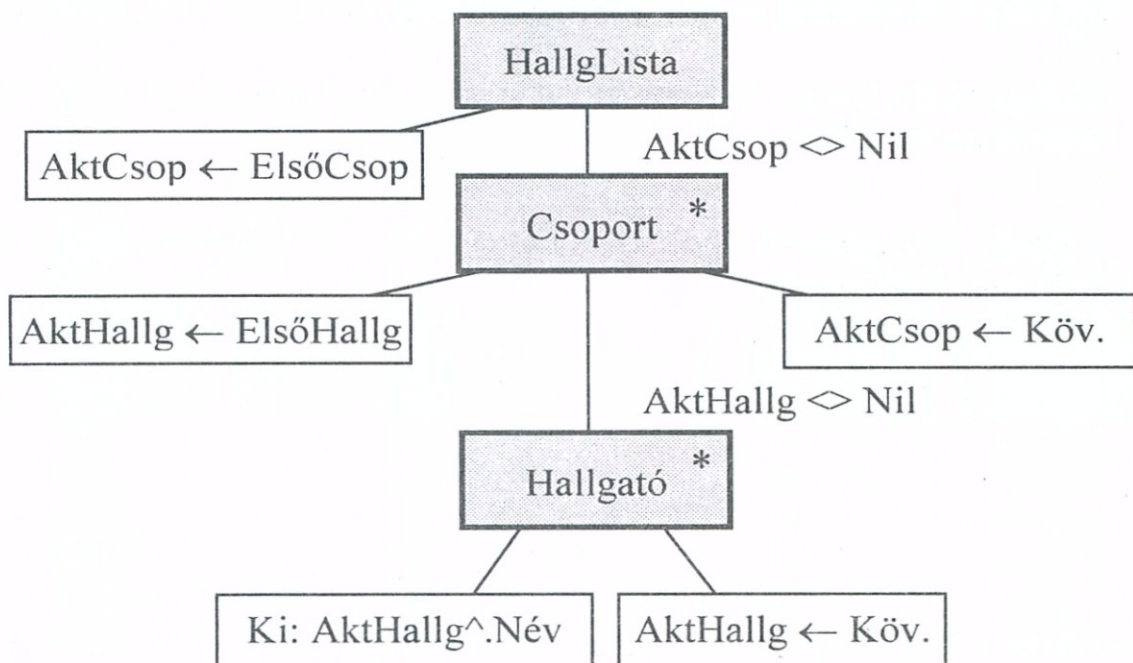 HallgLista
AktCsop ← ElsőCsop
AktCsop <> Nil
Csoport *
AktHallg ← ElsőHallg
AktCsop ← Köv.
AktHallg <> Nil
Hallgató *
Ki: AktHallg^.Név
AktHallg ← Köv.